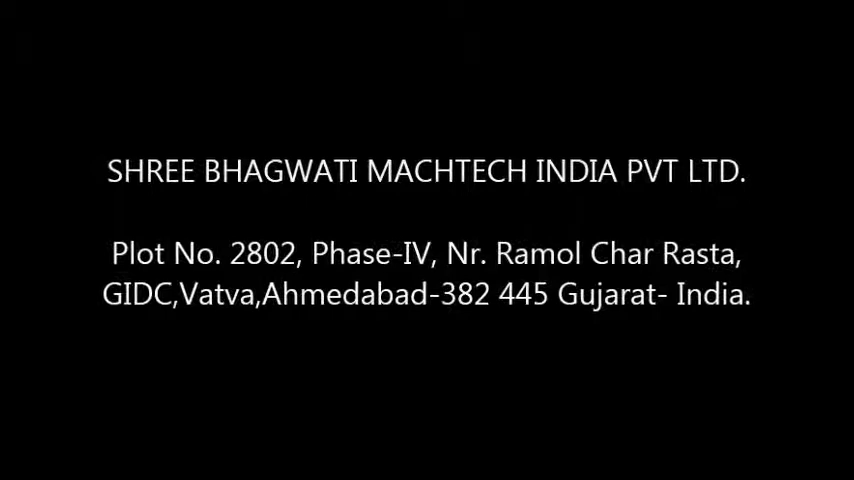 SHREE BHAGWATI MACHTECH INDIA PVT LTD.
Plot No. 2802, Phase-IV, Nr. Ramol Char Rasta,
GIDC,Vatva,Ahmedabad-382 445 Gujarat- India.